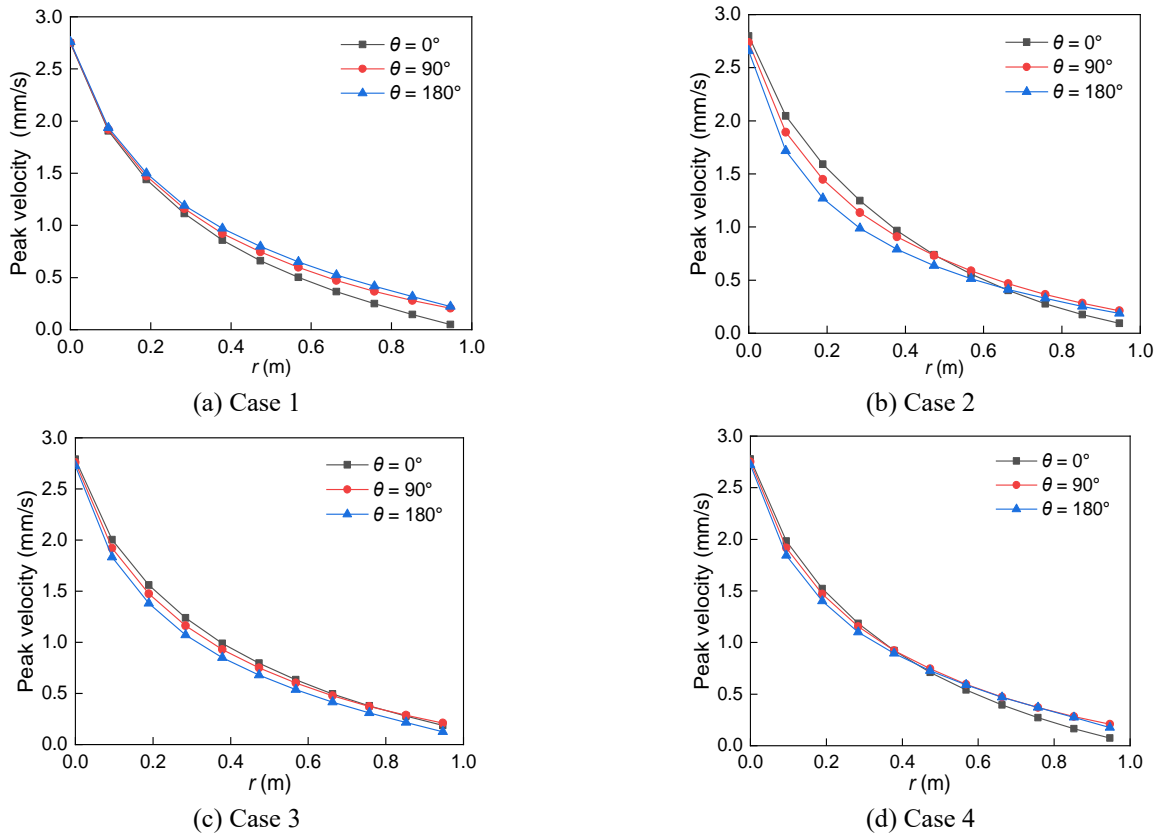 3.0
2.5
2.0
1.5
1.0
0.5
0.0
Peak velocity (mm/s)
θ = 0°
θ = 90°
θ = 180°
0.0 0.2 0.4 0.6 0.8 1.0
r (m)
(a) Case 1
3.0
2.5
2.0
1.5
1.0
0.5
0.0
Peak velocity (mm/s)
θ = 0°
θ = 90°
θ = 180°
0.0 0.2 0.4 0.6 0.8 1.0
r (m)
(b) Case 2
3.0
2.5
2.0
1.5
1.0
0.5
0.0
Peak velocity (mm/s)
θ = 0°
θ = 90°
θ = 180°
0.0 0.2 0.4 0.6 0.8 1.0
r (m)
(c) Case 3
3.0
2.5
2.0
1.5
1.0
0.5
0.0
Peak velocity (mm/s)
θ = 0°
θ = 90°
θ = 180°
0.0 0.2 0.4 0.6 0.8 1.0
r (m)
(d) Case 4